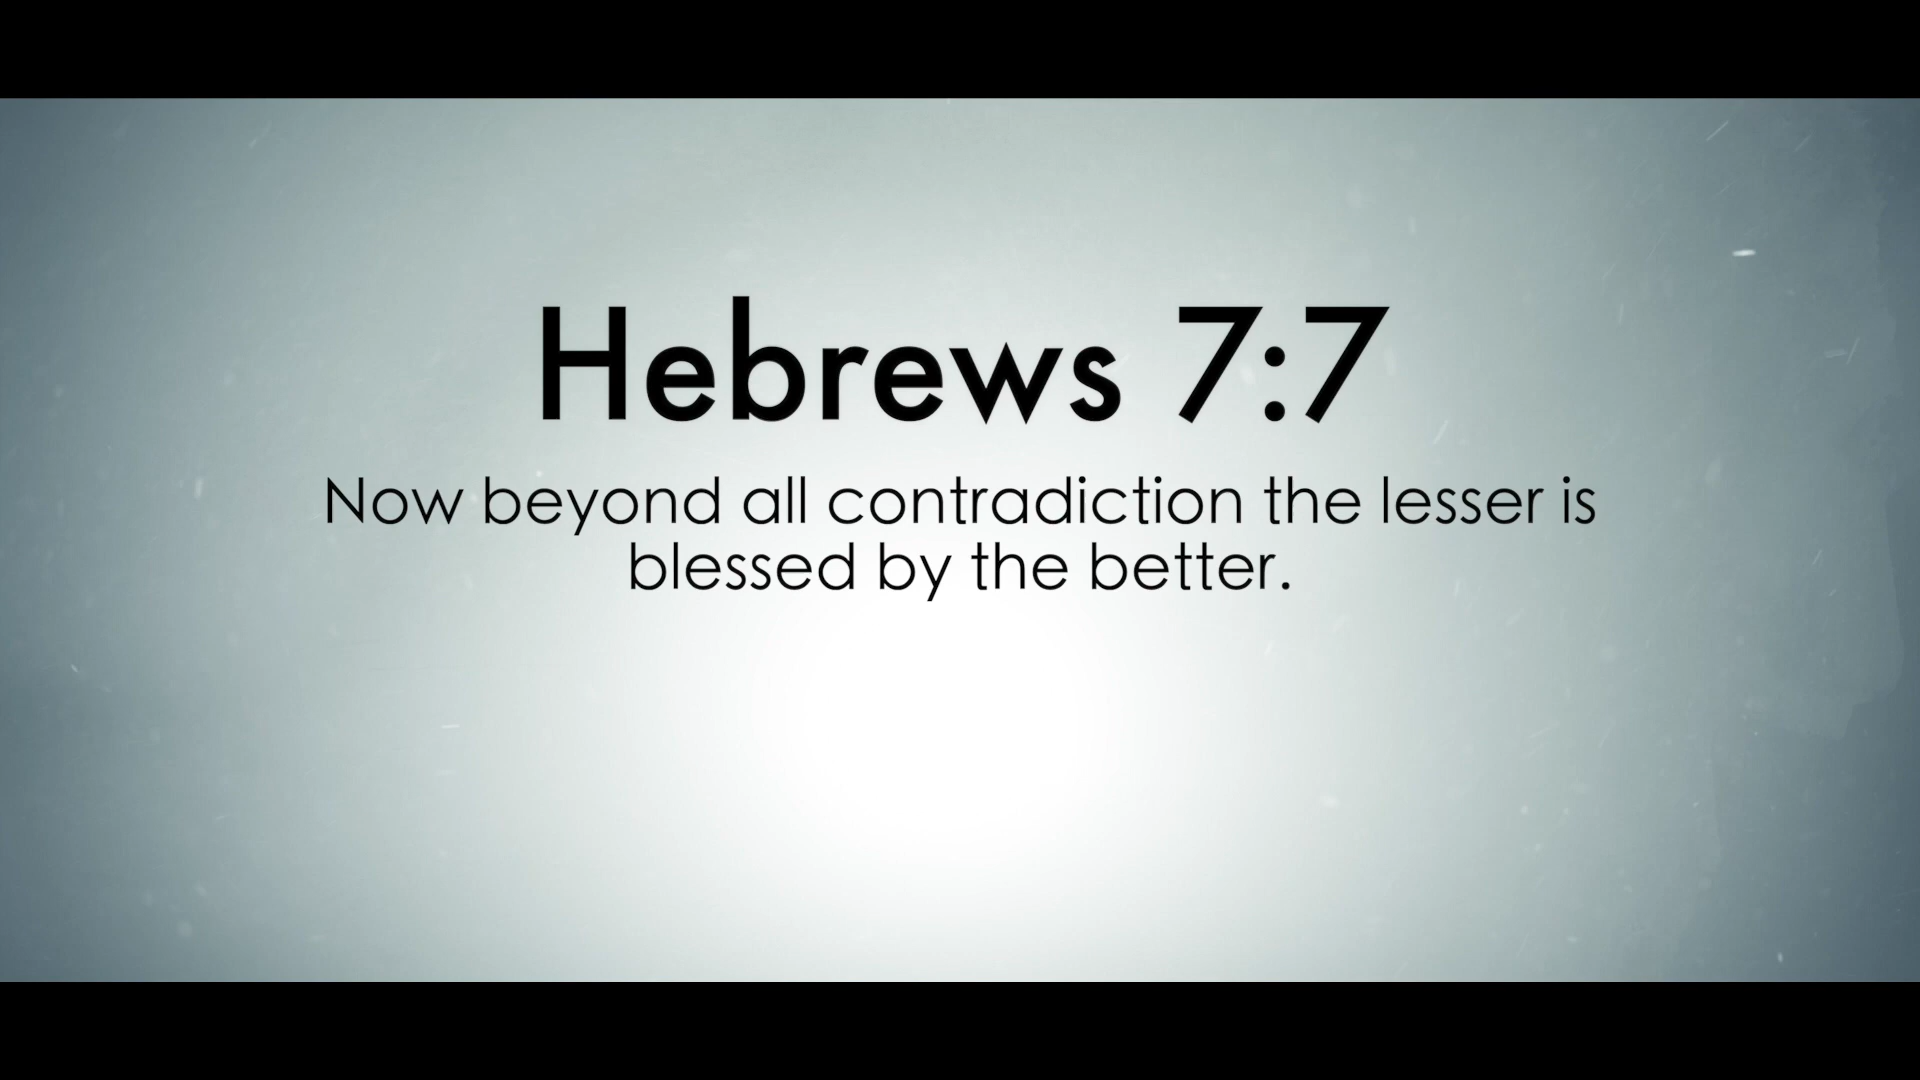 Hebrews 7:7
Now beyond all contradiction the lesser is
blessed by the better.